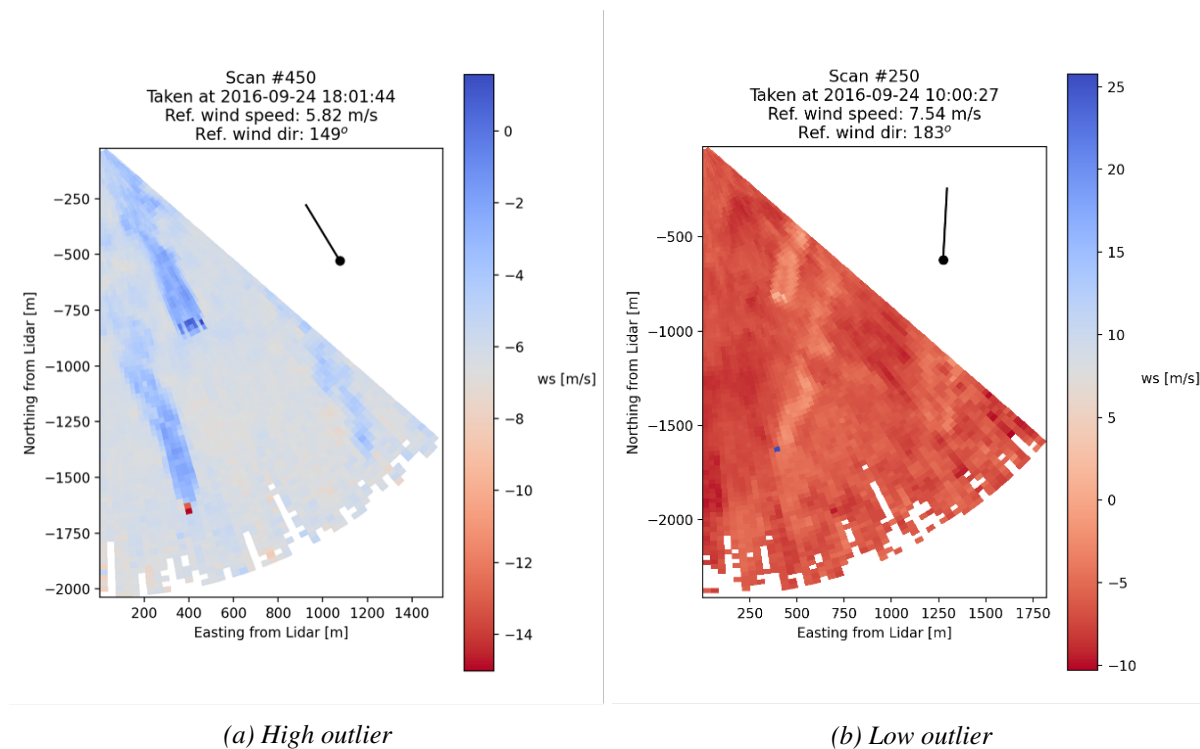 Scan #450
Taken at 2016-09-24 18:01:44
Ref. wind speed: 5.82 m/s
Ref. wind dir: 149º
−250
−500
−750
−1000
−1250
−1500
−1750
−2000
Northing from Lidar [m]
200 400 600 800 1000 1200 1400
Easting from Lidar [m]
0
−2
−4
−6
−8
−10
−12
−14
ws [m/s]
(a) High outlier
Scan #250
Taken at 2016-09-24 10:00:27
Ref. wind speed: 7.54 m/s
Ref. wind dir: 183º
−500
−1000
−1500
−2000
Northing from Lidar [m]
250 500 750 1000 1250 1500 1750
Easting from Lidar [m]
25
20
15
10
5
0
−5
−10
ws [m/s]
(b) Low outlier